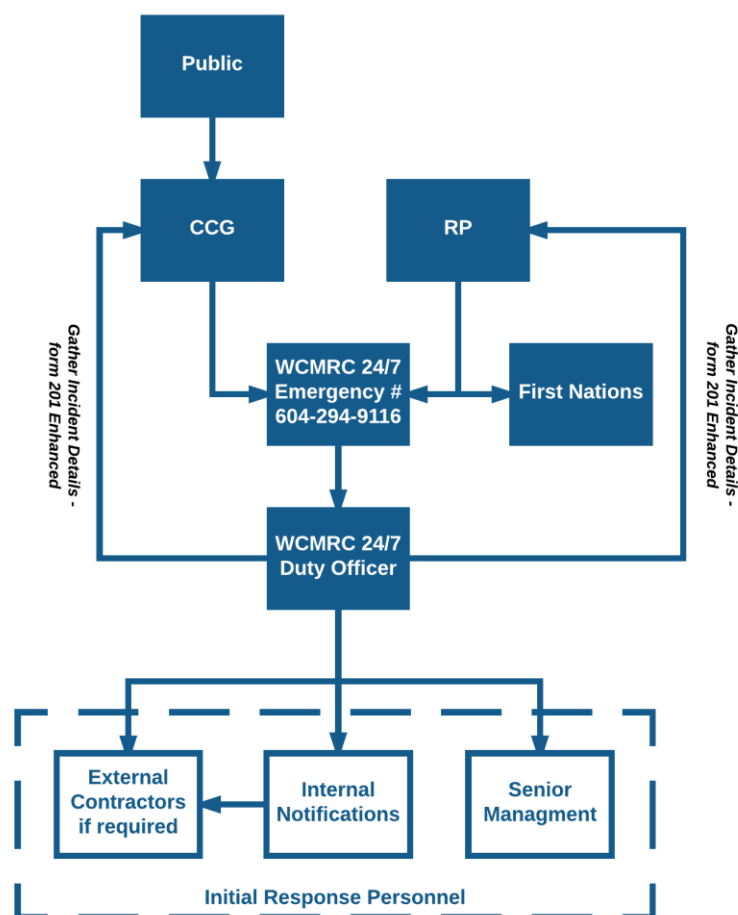 Public
CCG
RP
Gather Incident Details -
form 201 Enhanced
WCMRC 24/7
Emergency #
604-294-9116
First Nations
Gather Incident Details -
form 201 Enhanced
WCMRC 24/7
Duty Officer
External
Contractors
if required
Internal
Notifications
Senior
Managment
Initial Response Personnel